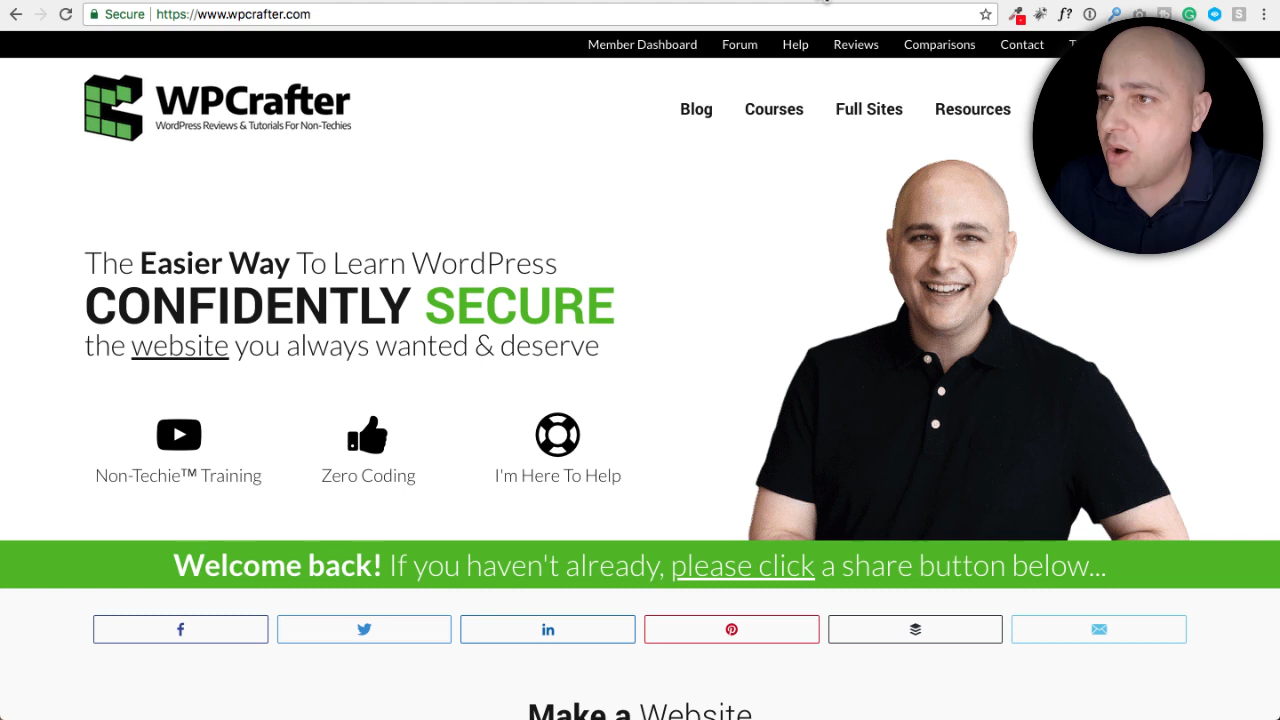 Secure | https://www.wpcrafter.com
Member Dashboard Forum Help Reviews Comparisons Contact
WPCrafter
WordPress Reviews & Tutorials For Non-Techies
Blog Courses Full Sites Resources
The Easier Way To Learn WordPress
CONFIDENTLY SECURE
the website you always wanted & deserve
Non-Techie™ Training Zero Coding I'm Here To Help
Welcome back! If you haven't already, please click a share button below...
Make a Website